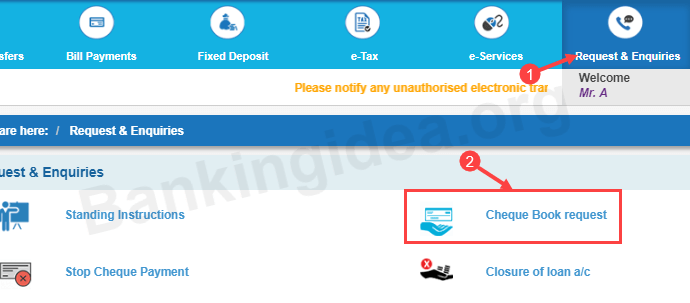 sfers Bill Payments Fixed Deposit e-Tax e-Services Request & Enquiries
1
Please notify any unauthorised electronic trar
Welcome
Mr. A
are here: / Request & Enquiries
uest & Enquiries
2
Standing Instructions Cheque Book request
Stop Cheque Payment Closure of loan a/c
Bankingidea.org